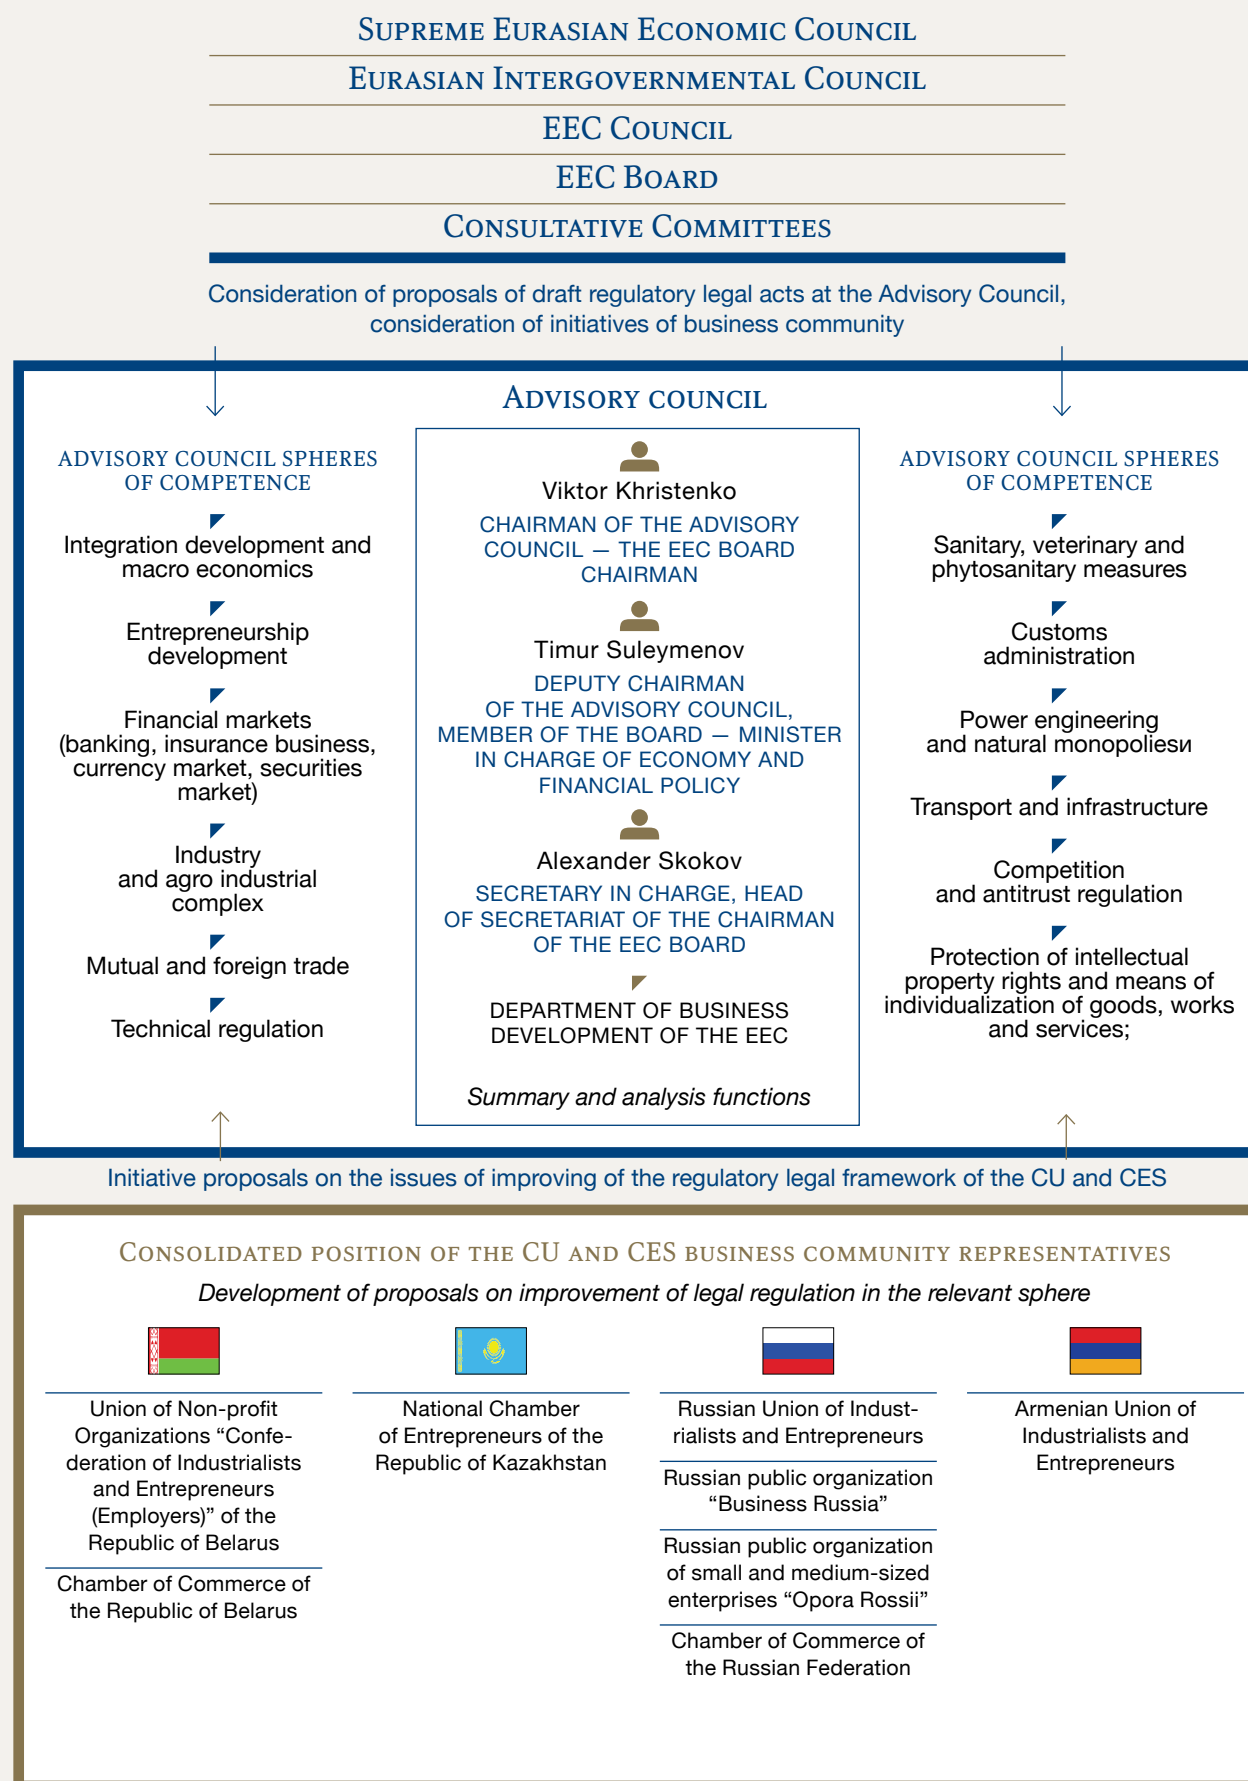 SUPREME EURASIAN ECONOMIC COUNCIL
EURASIAN INTERGOVERNMENTAL COUNCIL
EEC COUNCIL
EEC BOARD
CONSULTATIVE COMMITTEES
Consideration of proposals of draft regulatory legal acts at the Advisory Council,
consideration of initiatives of business community
ADVISORY COUNCIL
ADVISORY COUNCIL SPHERES
OF COMPETENCE
Integration development and
macro economics
Entrepreneurship
development
Financial markets
(banking, insurance business,
currency market, securities
market)
Industry
and agro industrial
complex
Mutual and foreign trade
Technical regulation
Viktor Khristenko
CHAIRMAN OF THE ADVISORY
COUNCIL — THE EEC BOARD
CHAIRMAN
Timur Suleymenov
DEPUTY CHAIRMAN
OF THE ADVISORY COUNCIL,
MEMBER OF THE BOARD — MINISTER
IN CHARGE OF ECONOMY AND
FINANCIAL POLICY
Alexander Skokov
SECRETARY IN CHARGE, HEAD
OF SECRETARIAT OF THE CHAIRMAN
OF THE EEC BOARD
DEPARTMENT OF BUSINESS
DEVELOPMENT OF THE EEC
Summary and analysis functions
ADVISORY COUNCIL SPHERES
OF COMPETENCE
Sanitary, veterinary and
phytosanitary measures
Customs
administration
Power engineering
and natural monopoliesи
Transport and infrastructure
Competition
and antitrust regulation
Protection of intellectual
property rights and means of
individualization of goods, works
and services;
Initiative proposals on the issues of improving of the regulatory legal framework of the CU and CES
CONSOLIDATED POSITION OF THE CU AND CES BUSINESS COMMUNITY REPRESENTATIVES
Development of proposals on improvement of legal regulation in the relevant sphere
Union of Non-profit
Organizations “Confe-
deration of Industrialists
and Entrepreneurs
(Employers)” of the
Republic of Belarus
Chamber of Commerce of
the Republic of Belarus
National Chamber
of Entrepreneurs of the
Republic of Kazakhstan
Russian Union of Indust-
rialists and Entrepreneurs
Russian public organization
“Business Russia”
Russian public organization
of small and medium-sized
enterprises “Opora Rossii”
Chamber of Commerce of
the Russian Federation
Armenian Union of
Industrialists and
Entrepreneurs